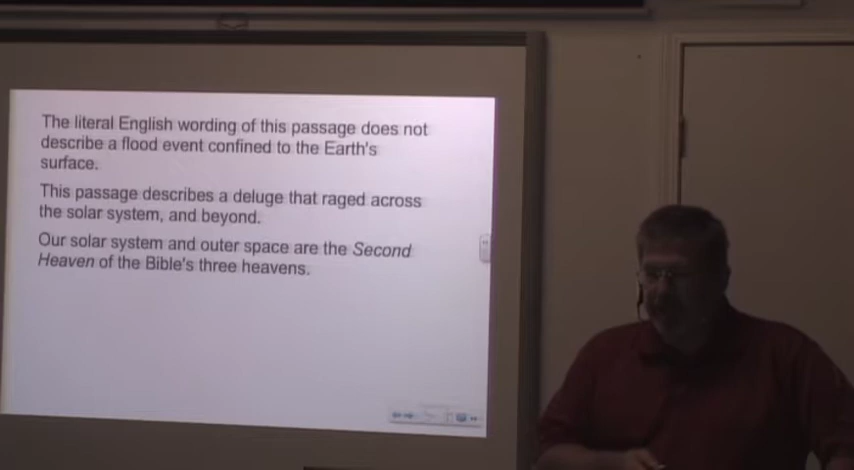 The literal English wording of this passage does not
describe a flood event confined to the Earth's
surface.
This passage describes a deluge that raged across
the solar system, and beyond.
Our solar system and outer space are the Second
Heaven of the Bible's three heavens.